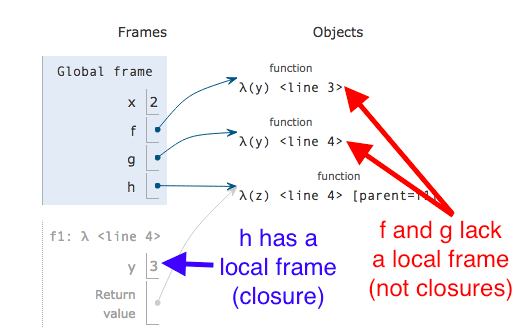 Frames Objects
Global frame
x 2
f
g
h
function
λ(y) <line 3>
function
λ(y) <line 4>
function
λ(z) <line 4> [parent=f1]
f1: λ <line 4>
y 3
Return
value
h has a
local frame
(closure)
f and g lack
a local frame
(not closures)